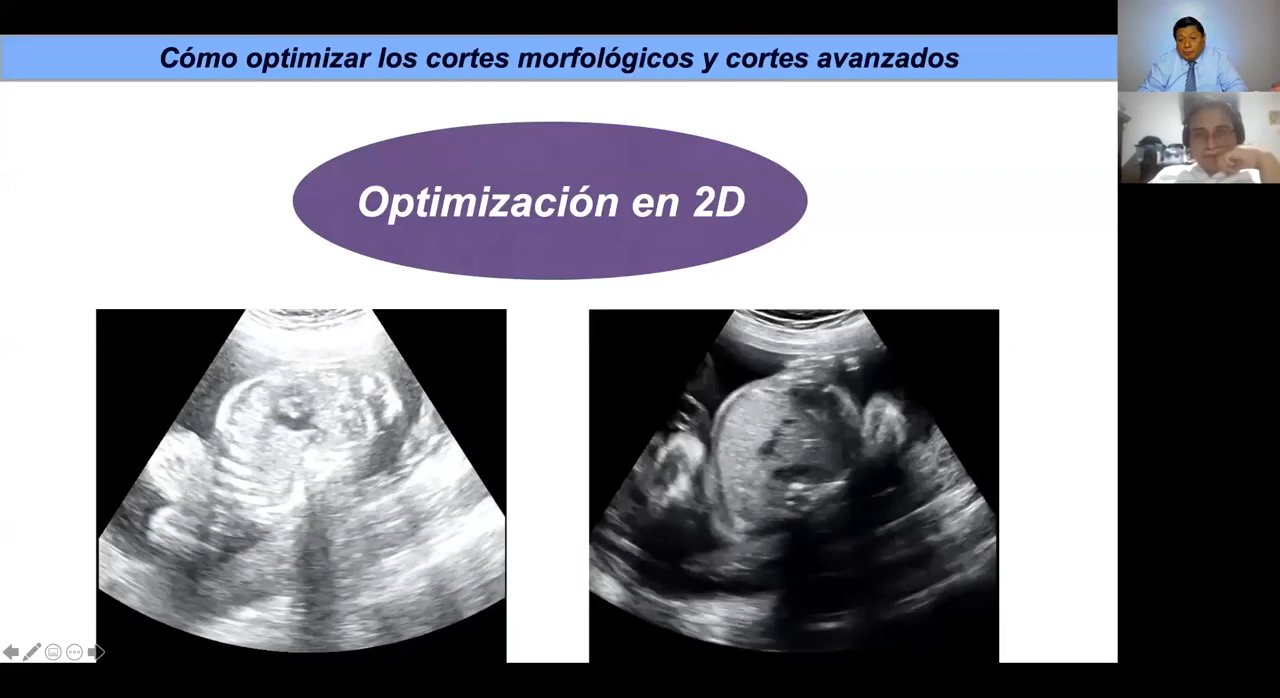 Cómo optimizar los cortes morfológicos y cortes avanzados
Optimización en 2D